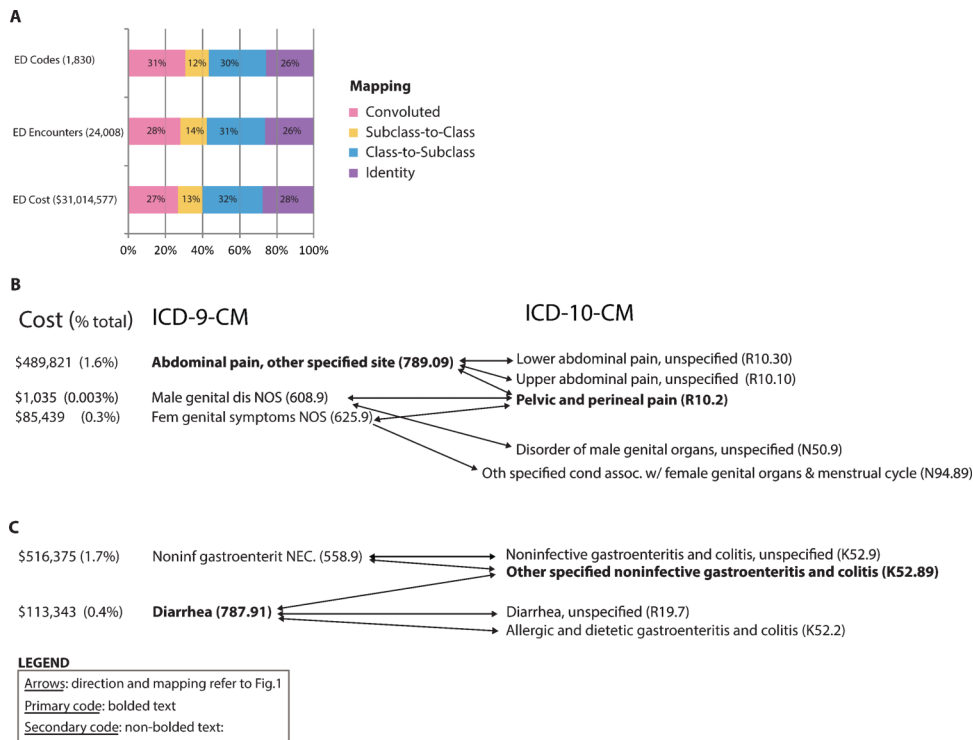 A
ED Codes (1,830)
31% 12% 30% 26%
ED Encounters (24,008)
28% 14% 31% 26%
ED Cost ($31,014,577)
27% 13% 32% 28%
0% 20% 40% 60% 80% 100%
Mapping
Convoluted
Subclass-to-Class
Class-to-Subclass
Identity
B
Cost (% total) ICD-9-CM ICD-10-CM
$489,821 (1.6%) Abdominal pain, other specified site (789.09) Lower abdominal pain, unspecified (R10.30)
Upper abdominal pain, unspecified (R10.10)
$1,035 (0.003%) Male genital dis NOS (608.9) Pelvic and perineal pain (R10.2)
$85,439 (0.3%) Fem genital symptoms NOS (625.9)
Disorder of male genital organs, unspecified (N50.9)
Oth specified cond assoc. w/ female genital organs & menstrual cycle (N94.89)
C
$516,375 (1.7%) Noninf gastroenterit NEC. (558.9) Noninfective gastroenteritis and colitis, unspecified (K52.9)
Other specified noninfective gastroenteritis and colitis (K52.89)
$113,343 (0.4%) Diarrhea (787.91) Diarrhea, unspecified (R19.7)
Allergic and dietetic gastroenteritis and colitis (K52.2)
LEGEND
Arrows: direction and mapping refer to Fig.1
Primary code: bolded text
Secondary code: non-bolded text: